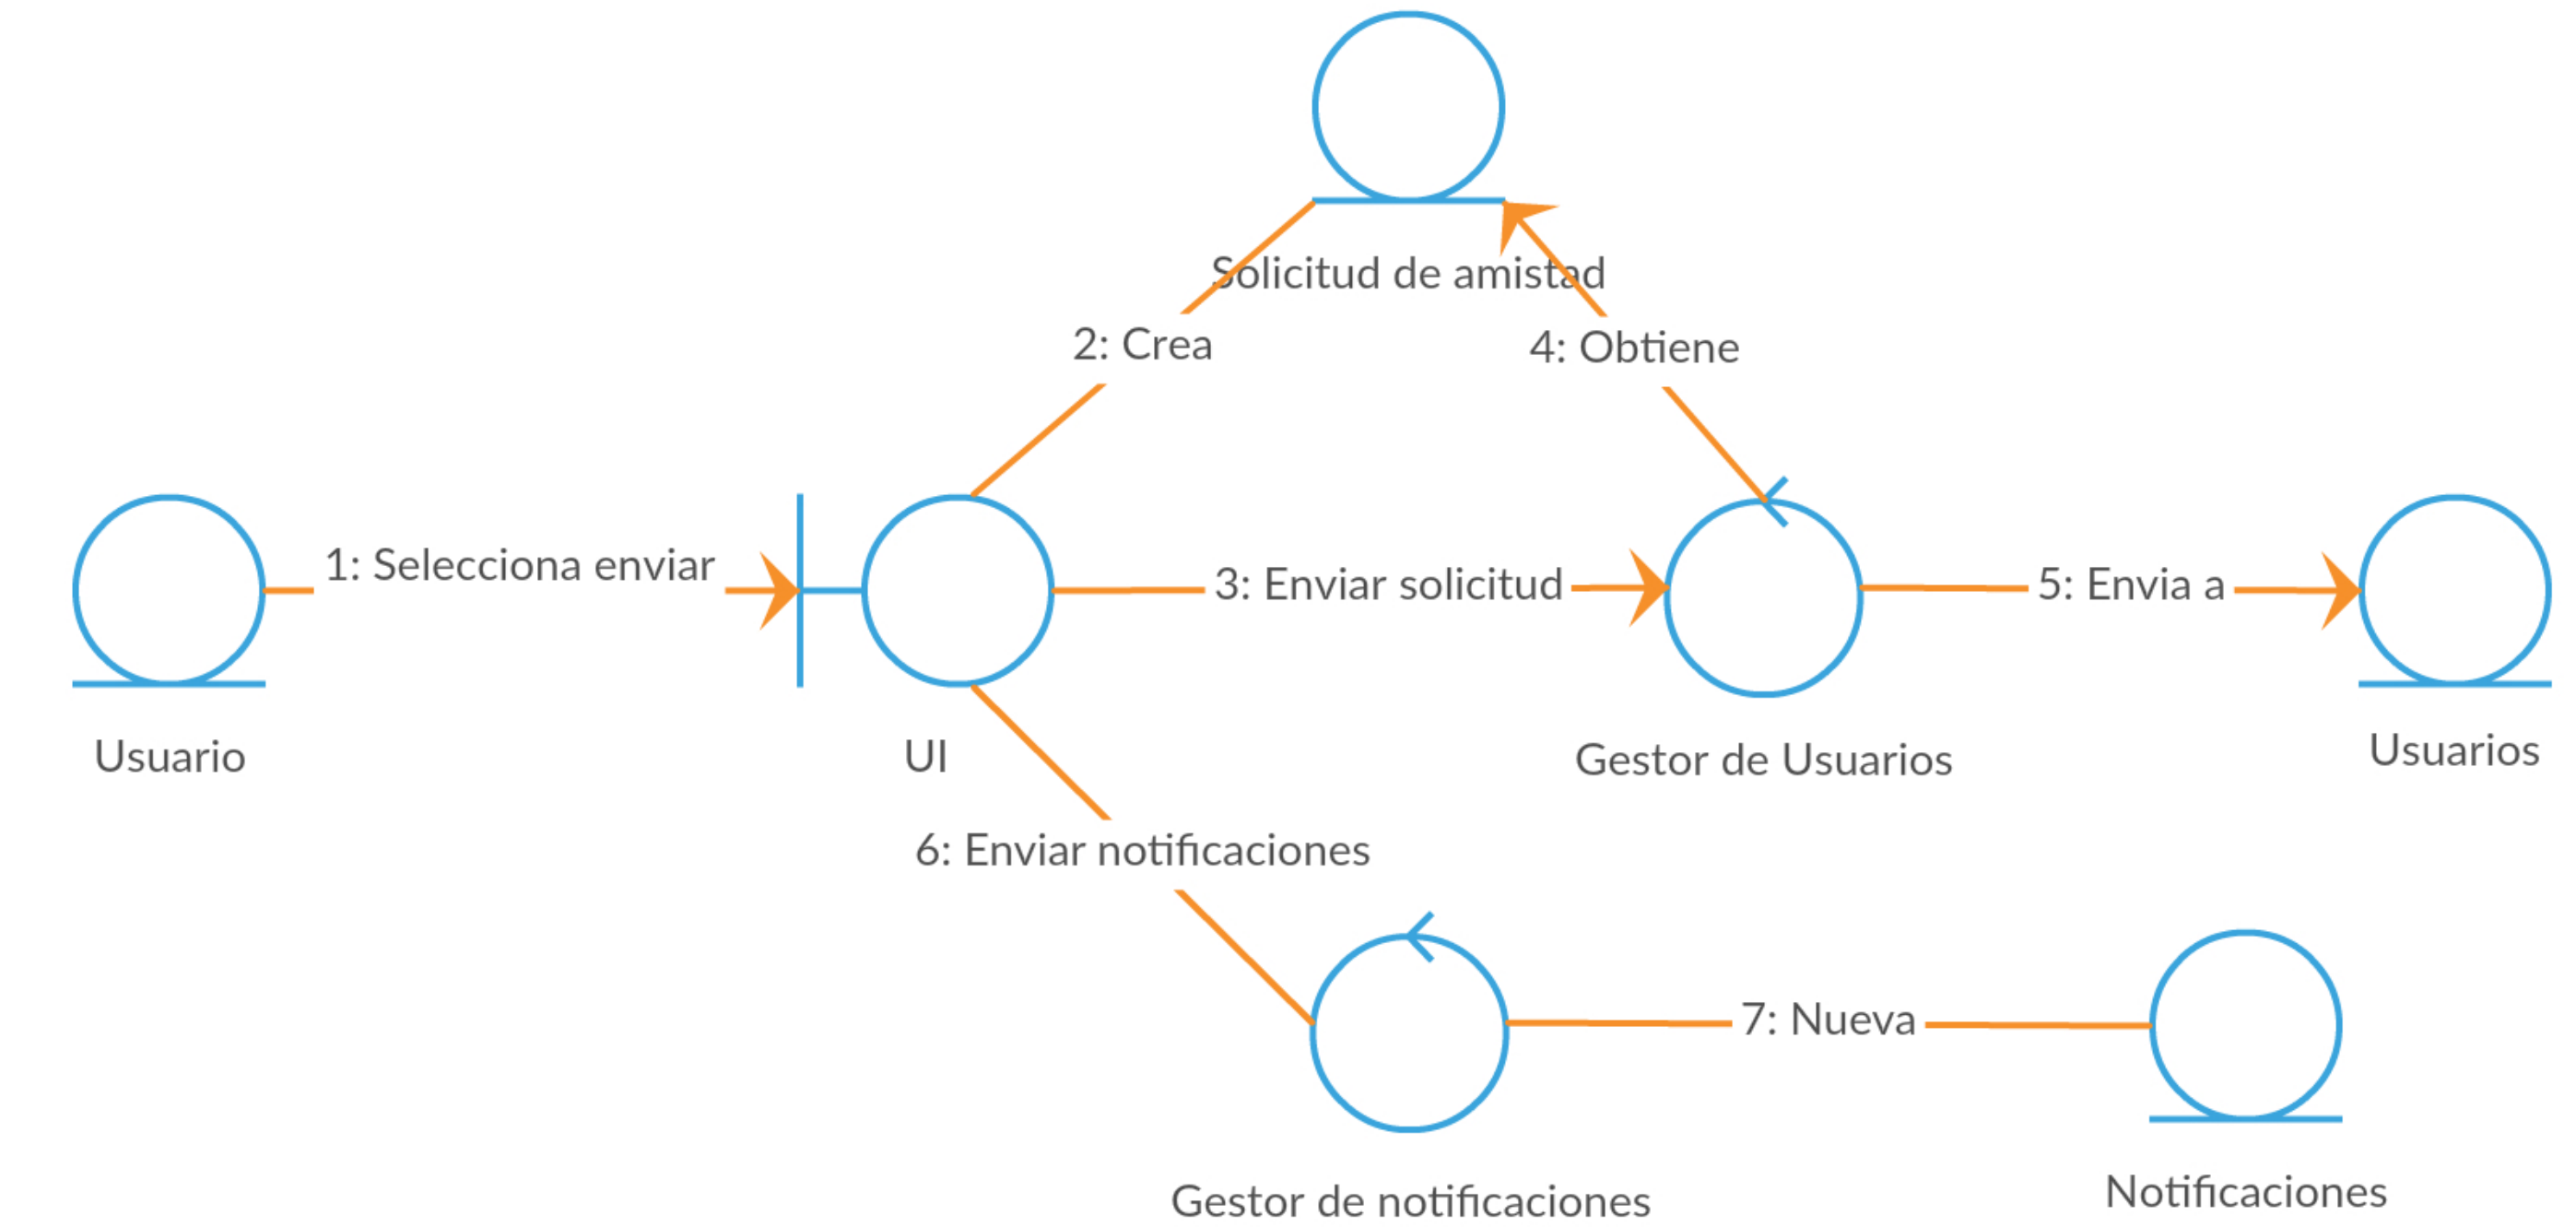 Solicitud de amistad
2: Crea
4: Obtiene
1: Selecciona enviar
3: Enviar solicitud
5: Envia a
Usuario
UI
Gestor de Usuarios
Usuarios
6: Enviar notificaciones
7: Nueva
Gestor de notificaciones
Notificaciones